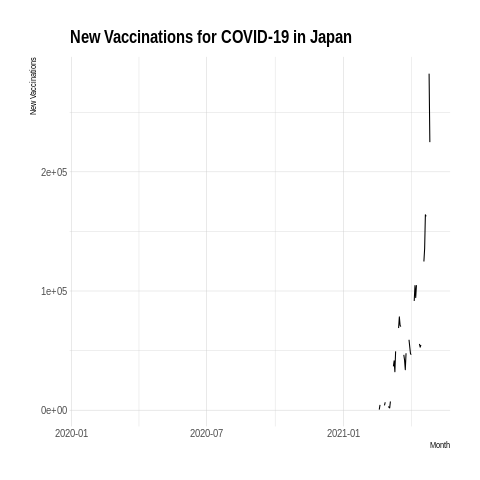 New Vaccinations for COVID-19 in Japan
New Vaccinations
2e+05
1e+05
0e+00
2020-01
2020-07
2021-01
Month